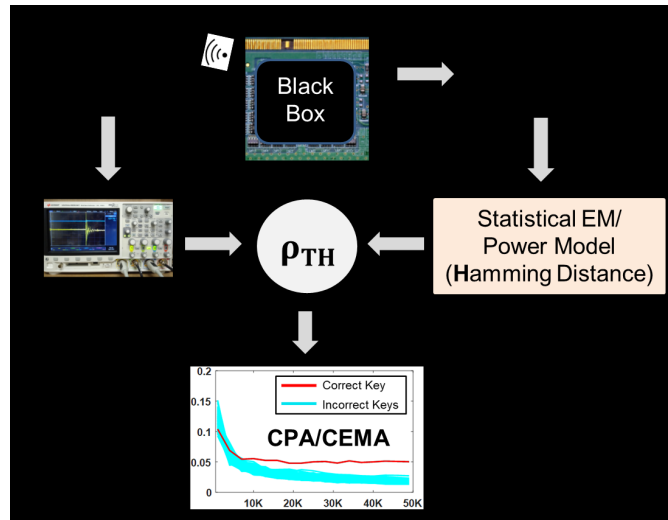 Black
Box
Statistical EM/
Power Model
(Hamming Distance)
ρTH
0.2
Correct Key
Incorrect Keys
0.15
CPA/CEMA
0.1
0.05
0
10K 20K 30K 40K 50K